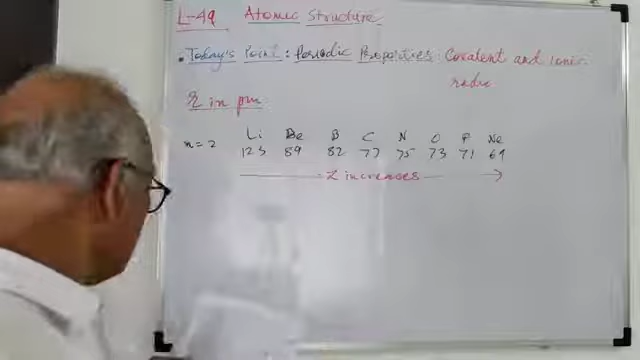 L-49 Atomic Structure
• Today's Point: Periodic Properties: Covalent and ionic
radii
r in pm
n = 2 Li Be B C N O F Ne
123 89 82 77 75 73 71 69
Z increases